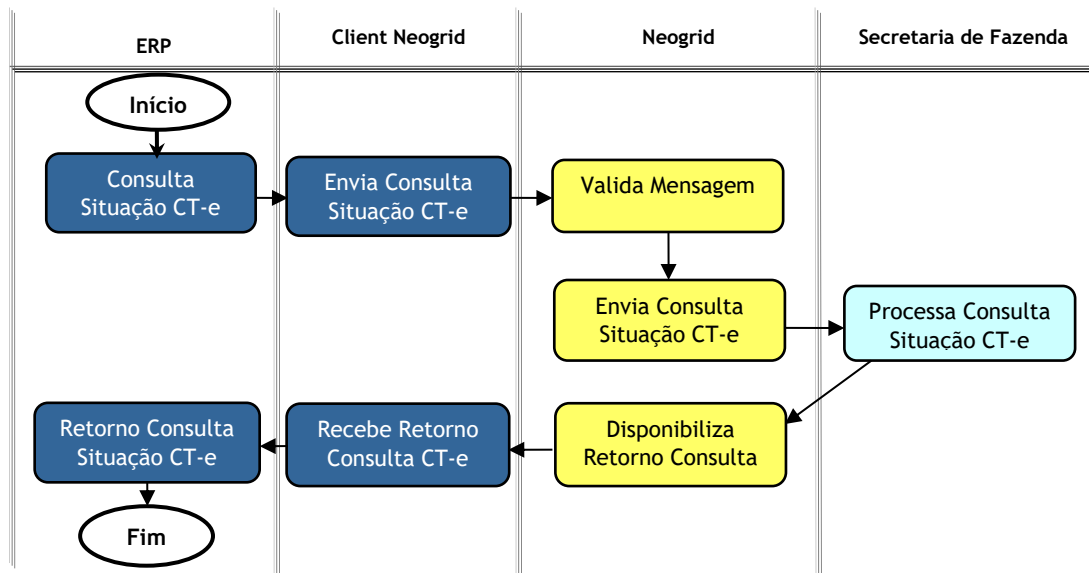 ERP
Client Neogrid
Neogrid
Secretaria de Fazenda
Início
Consulta
Situação CT-e
Envia Consulta
Situação CT-e
Valida Mensagem
Envia Consulta
Situação CT-e
Processa Consulta
Situação CT-e
Retorno Consulta
Situação CT-e
Recebe Retorno
Consulta CT-e
Disponibiliza
Retorno Consulta
Fim